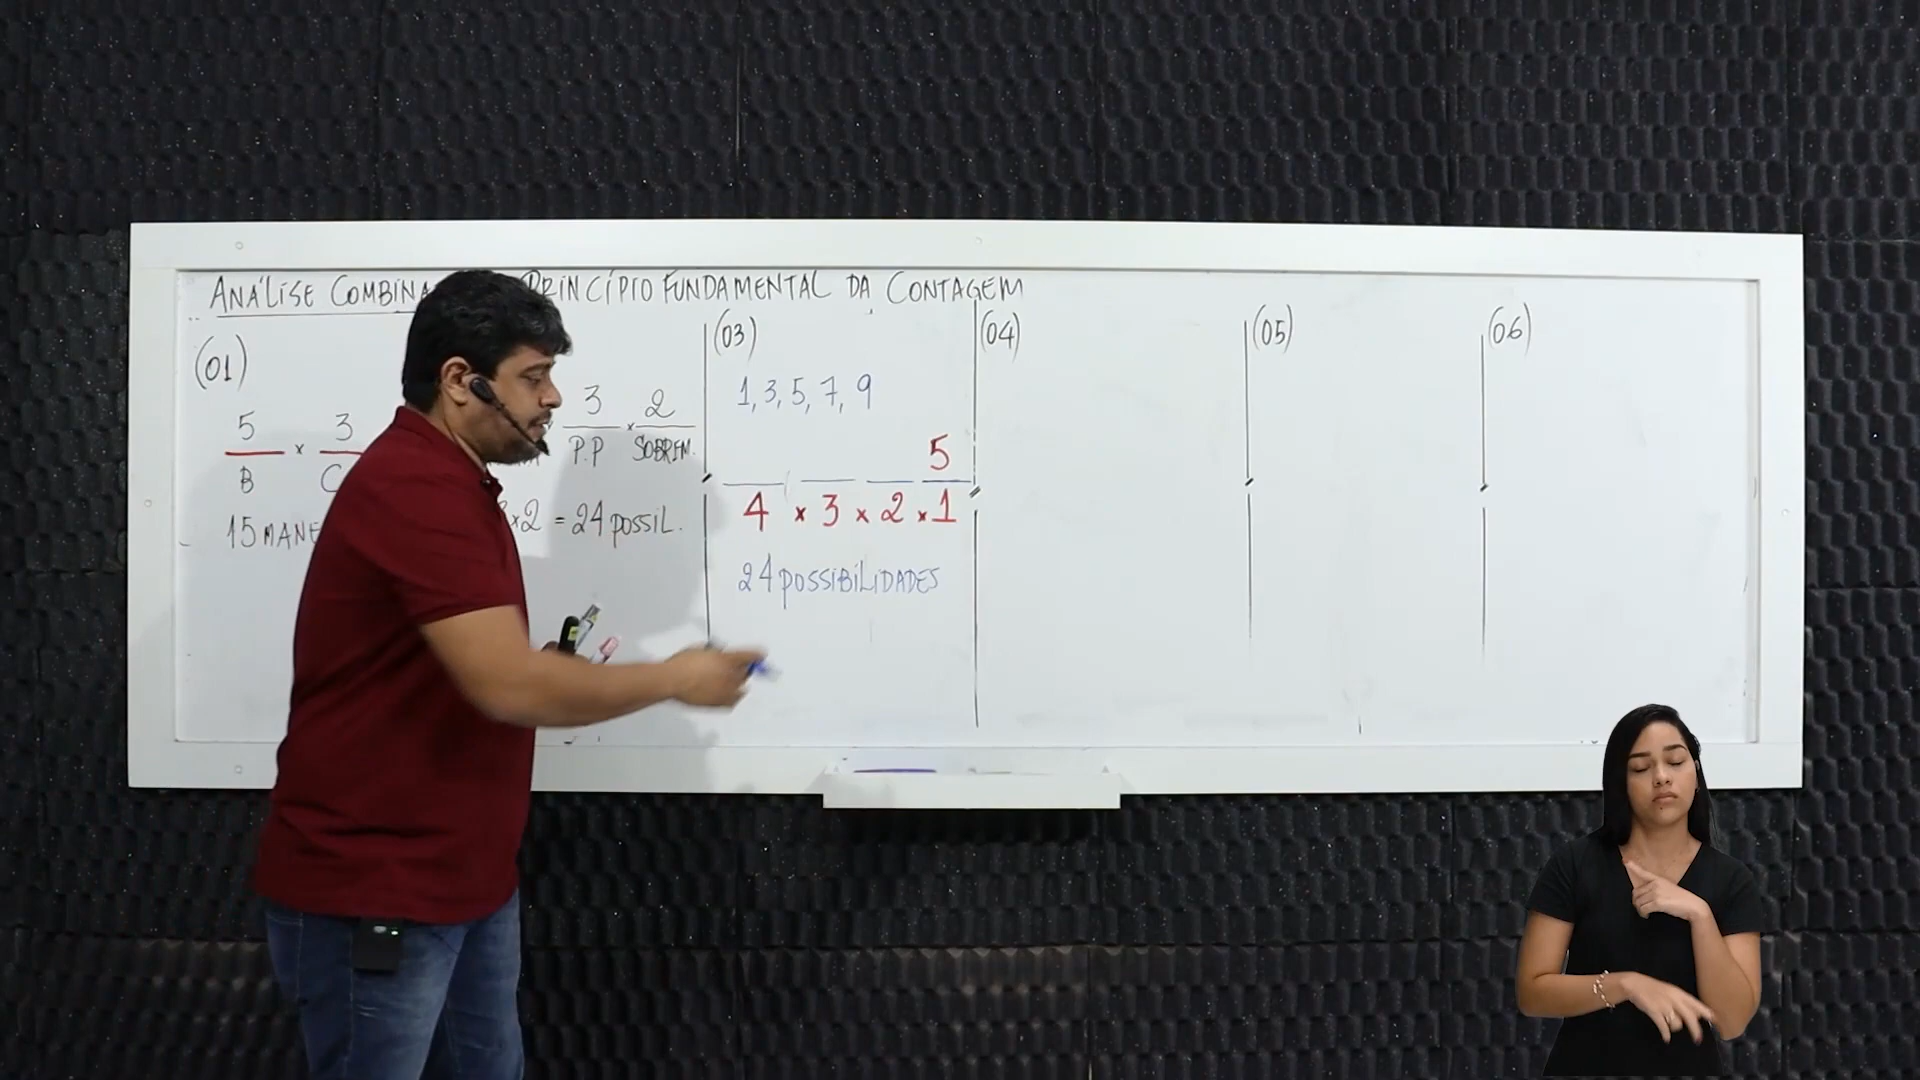 ANÁLISE COMBINA PRINCÍPIO FUNDAMENTAL DA CONTAGEM
(01)
5 x 3
B C
15 MANE
3 x 2
P.P SOBREM.
x2 = 24 POSSIL.
(03)
1, 3, 5, 7, 9
5
4 x 3 x 2 x 1
24 POSSIBILIDADES
(04)
(05)
(06)